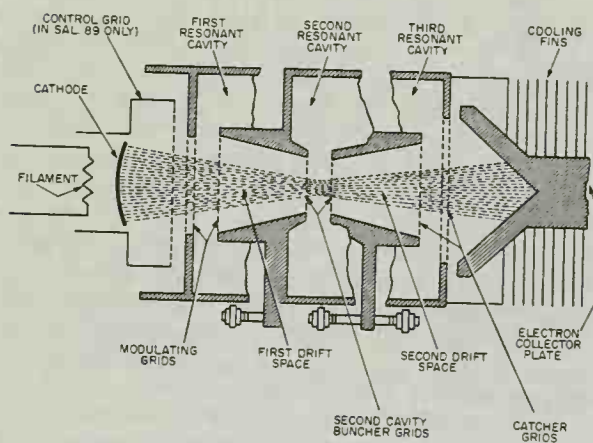 CONTROL GRID
(IN SAL. 89 ONLY)
FIRST
RESONANT
CAVITY
SECOND
RESONANT
CAVITY
THIRD
RESONANT
CAVITY
COOLING
FINS
CATHODE
FILAMENT
MODULATING
GRIDS
FIRST DRIFT
SPACE
SECOND CAVITY
BUNCHER GRIDS
SECOND DRIFT
SPACE
CATCHER
GRIDS
ELECTRON
COLLECTOR
PLATE